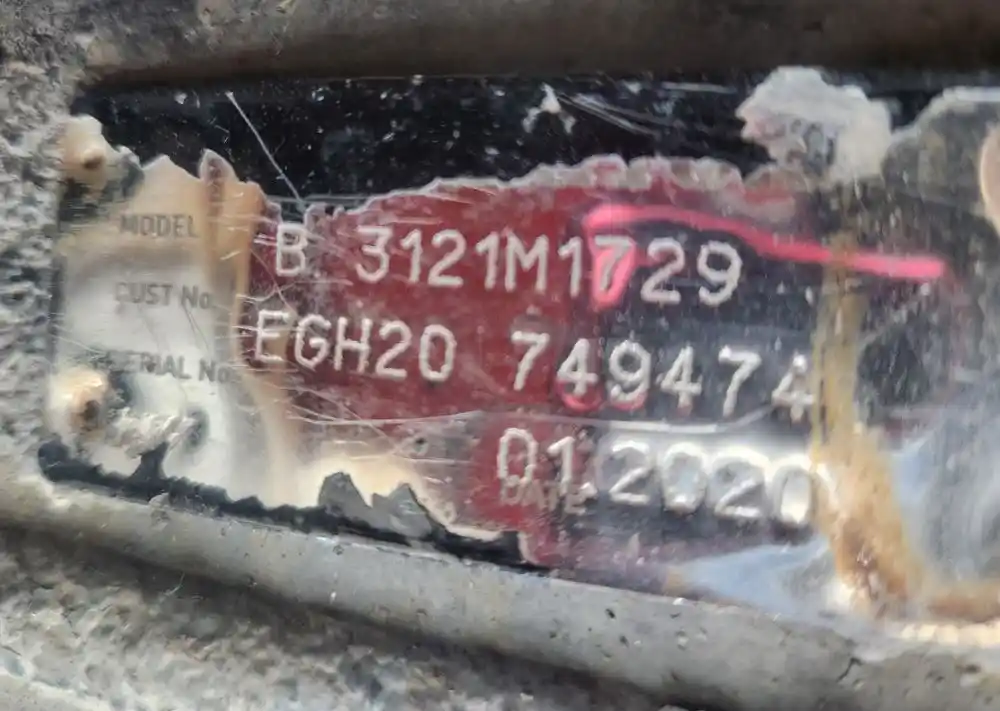 MODEL B 3121M1729
CUST No.
SERIAL No. EGH20 749474
01 2020
DATE